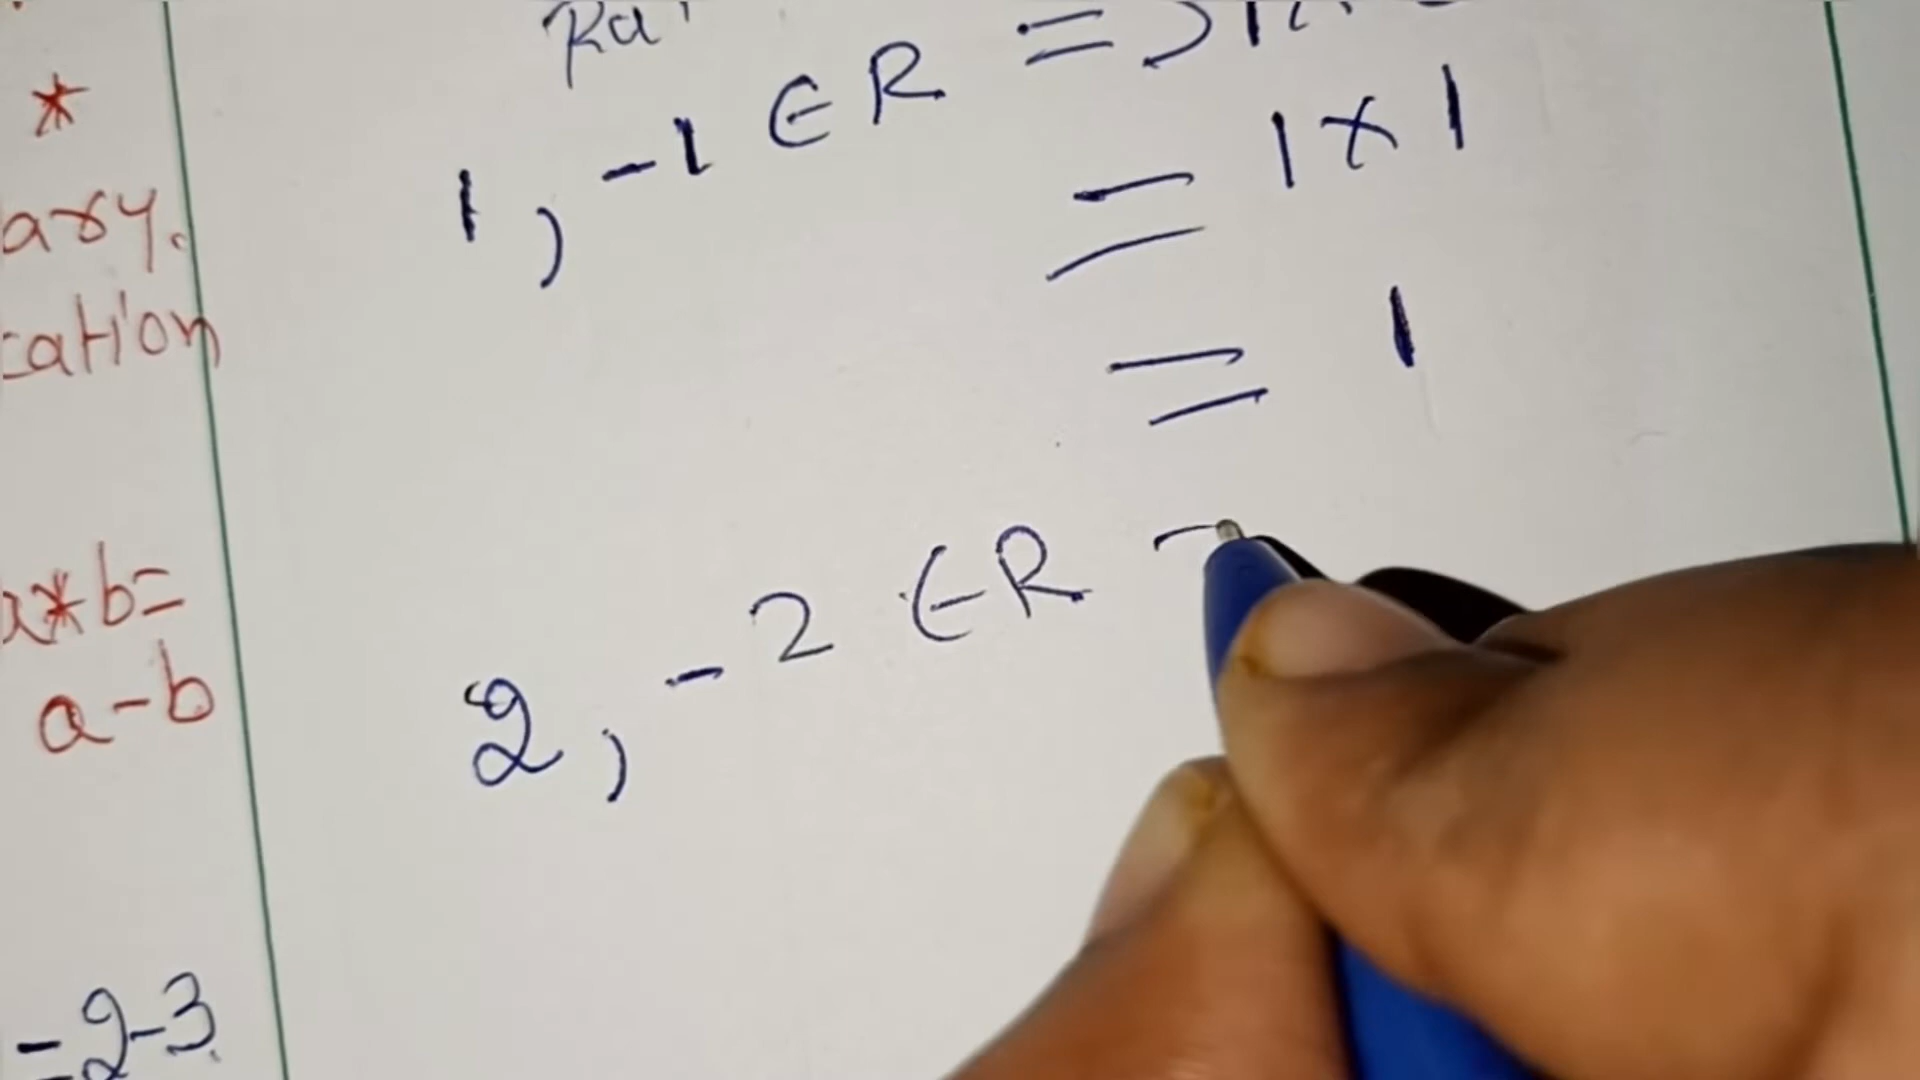 *
ary.
cation
a*b=
a-b
=2-3
1, -1 ∈ R
= 1 × 1
= 1
2, -2 ∈ R